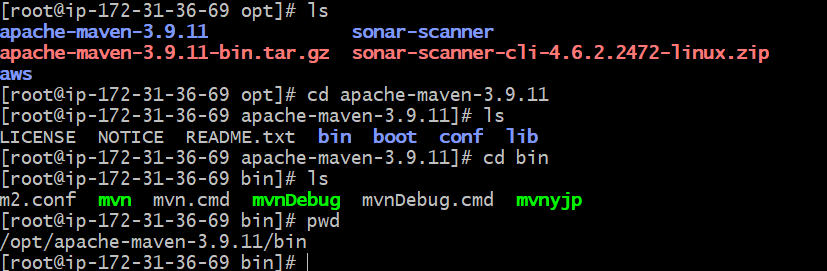 [root@ip-172-31-36-69 opt]# ls
apache-maven-3.9.11 sonar-scanner
apache-maven-3.9.11-bin.tar.gz sonar-scanner-cli-4.6.2.2472-linux.zip
aws
[root@ip-172-31-36-69 opt]# cd apache-maven-3.9.11
[root@ip-172-31-36-69 apache-maven-3.9.11]# ls
LICENSE NOTICE README.txt bin boot conf lib
[root@ip-172-31-36-69 apache-maven-3.9.11]# cd bin
[root@ip-172-31-36-69 bin]# ls
m2.conf mvn mvn.cmd mvnDebug mvnDebug.cmd mvnyjp
[root@ip-172-31-36-69 bin]# pwd
/opt/apache-maven-3.9.11/bin
[root@ip-172-31-36-69 bin]#